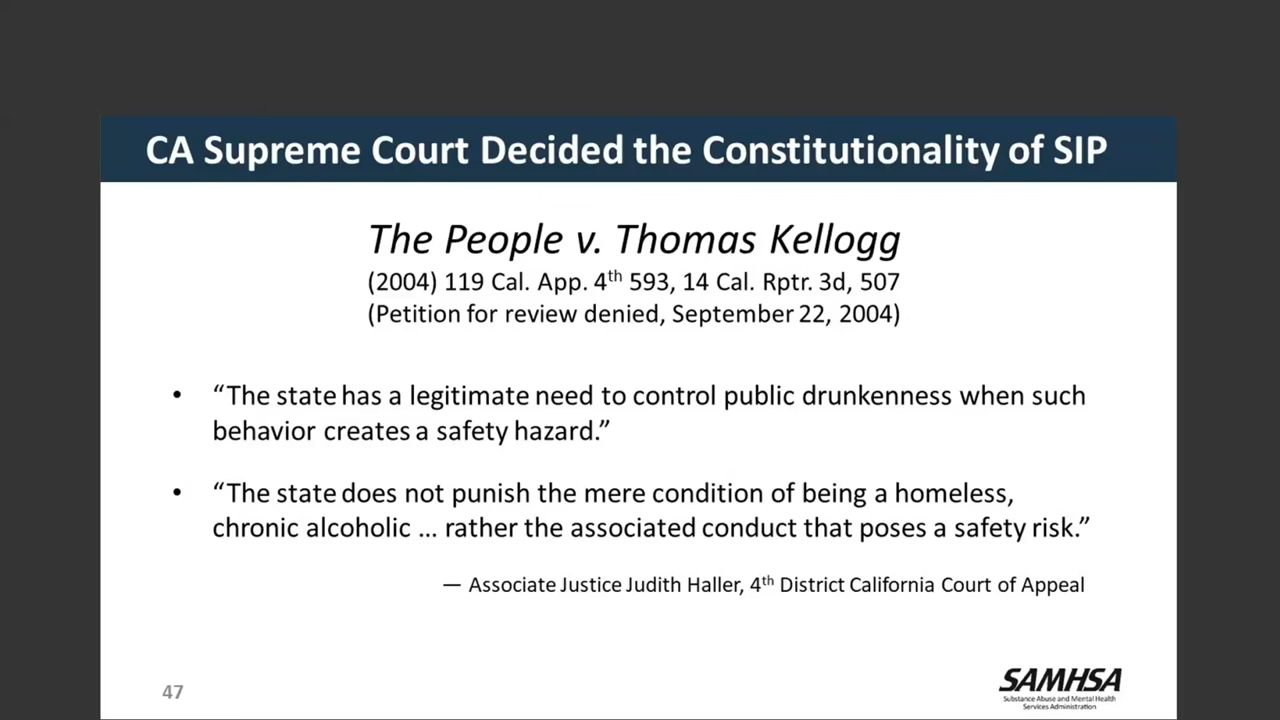 CA Supreme Court Decided the Constitutionality of SIP
The People v. Thomas Kellogg
(2004) 119 Cal. App. 4th 593, 14 Cal. Rptr. 3d, 507
(Petition for review denied, September 22, 2004)
• “The state has a legitimate need to control public drunkenness when such
behavior creates a safety hazard.”
• “The state does not punish the mere condition of being a homeless,
chronic alcoholic ... rather the associated conduct that poses a safety risk.”
— Associate Justice Judith Haller, 4th District California Court of Appeal
47
SAMHSA
Substance Abuse and Mental Health
Services Administration